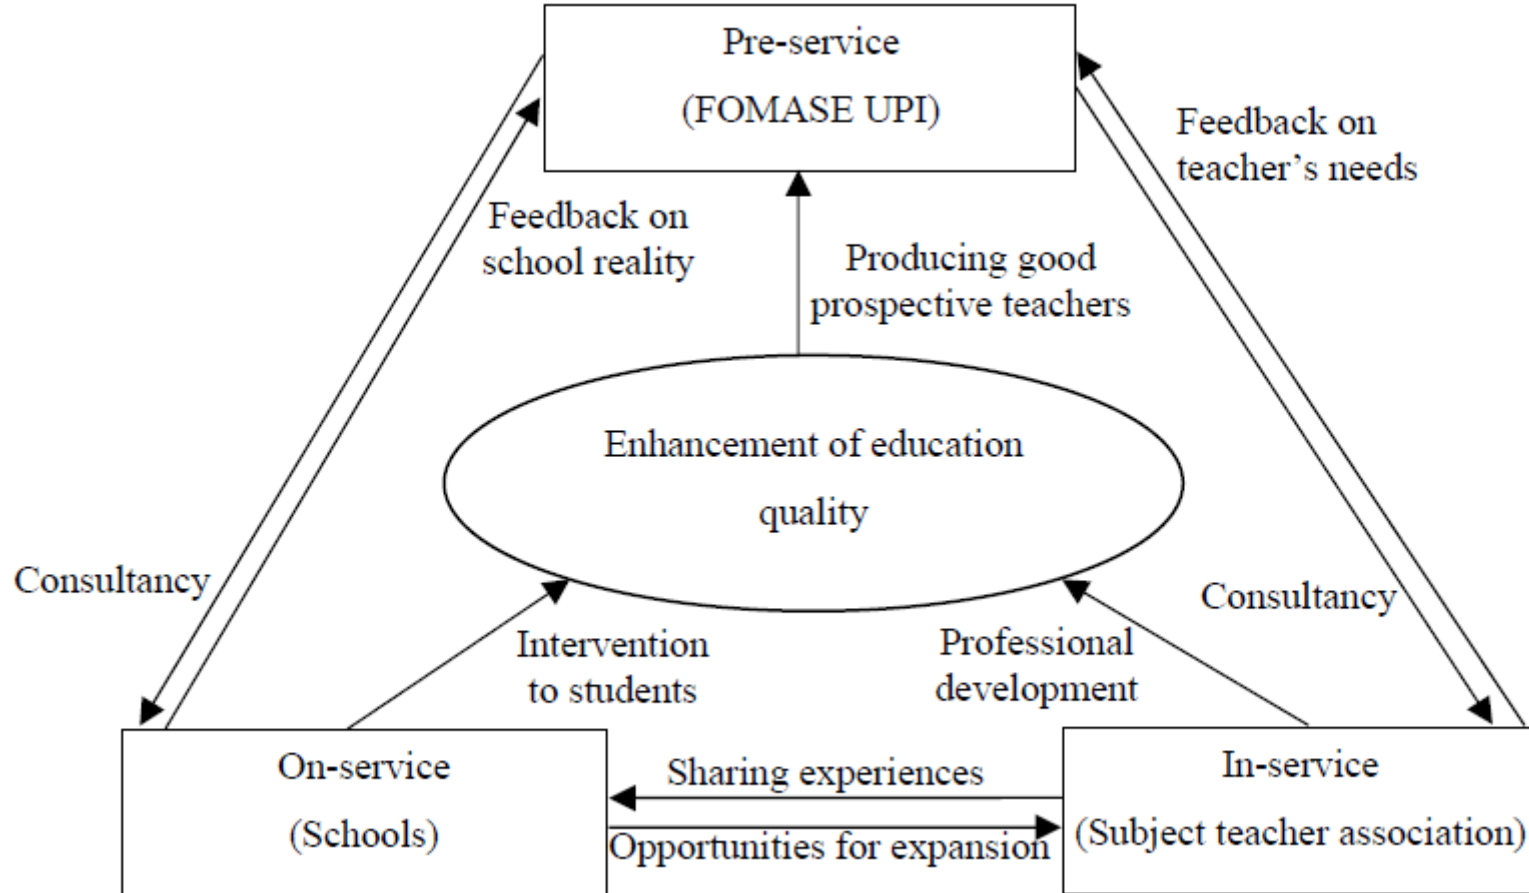 Pre-service
(FOMASE UPI)
Feedback on
teacher’s needs
Feedback on
school reality
Producing good
prospective teachers
Enhancement of education
quality
Consultancy
Consultancy
Intervention
to students
Professional
development
On-service
(Schools)
Sharing experiences
Opportunities for expansion
In-service
(Subject teacher association)